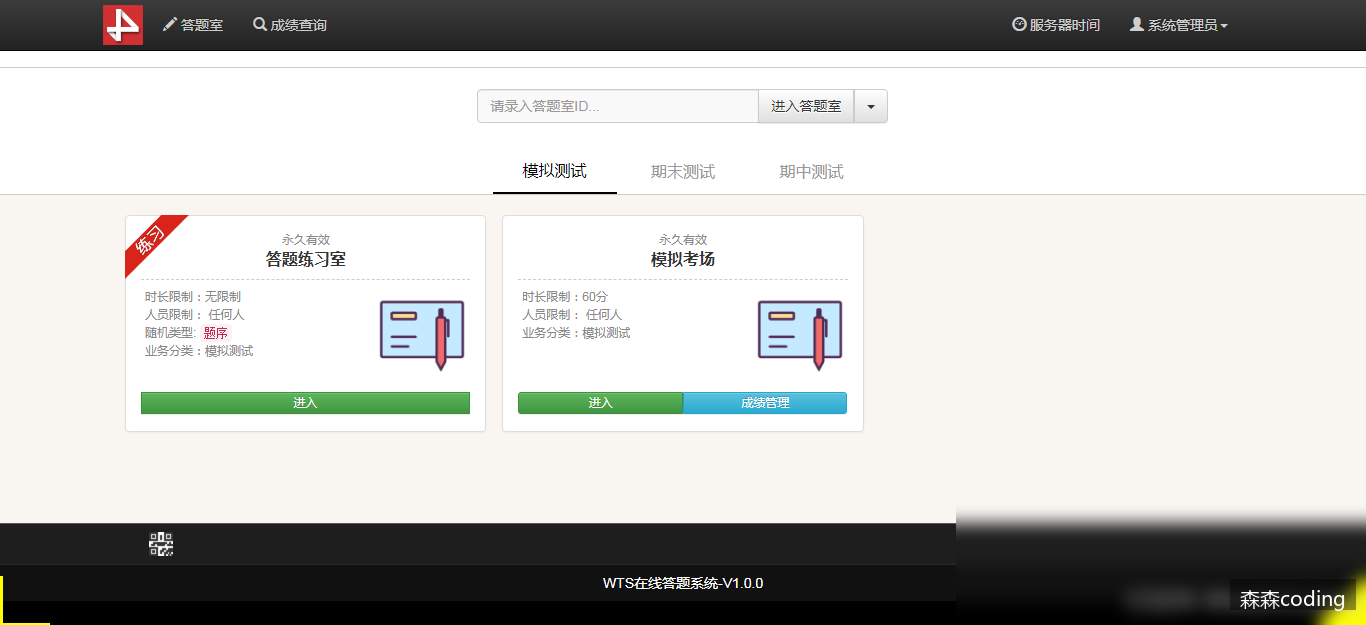 答题室 成绩查询 服务器时间 系统管理员
请录入答题室ID... 进入答题室
模拟测试 期末测试 期中测试
练习
永久有效
答题练习室
时长限制：无限制
人员限制： 任何人
随机类型: 题序
业务分类：模拟测试
进入
永久有效
模拟考场
时长限制：60分
人员限制： 任何人
业务分类：模拟测试
进入 成绩管理
WTS在线答题系统-V1.0.0
森森coding